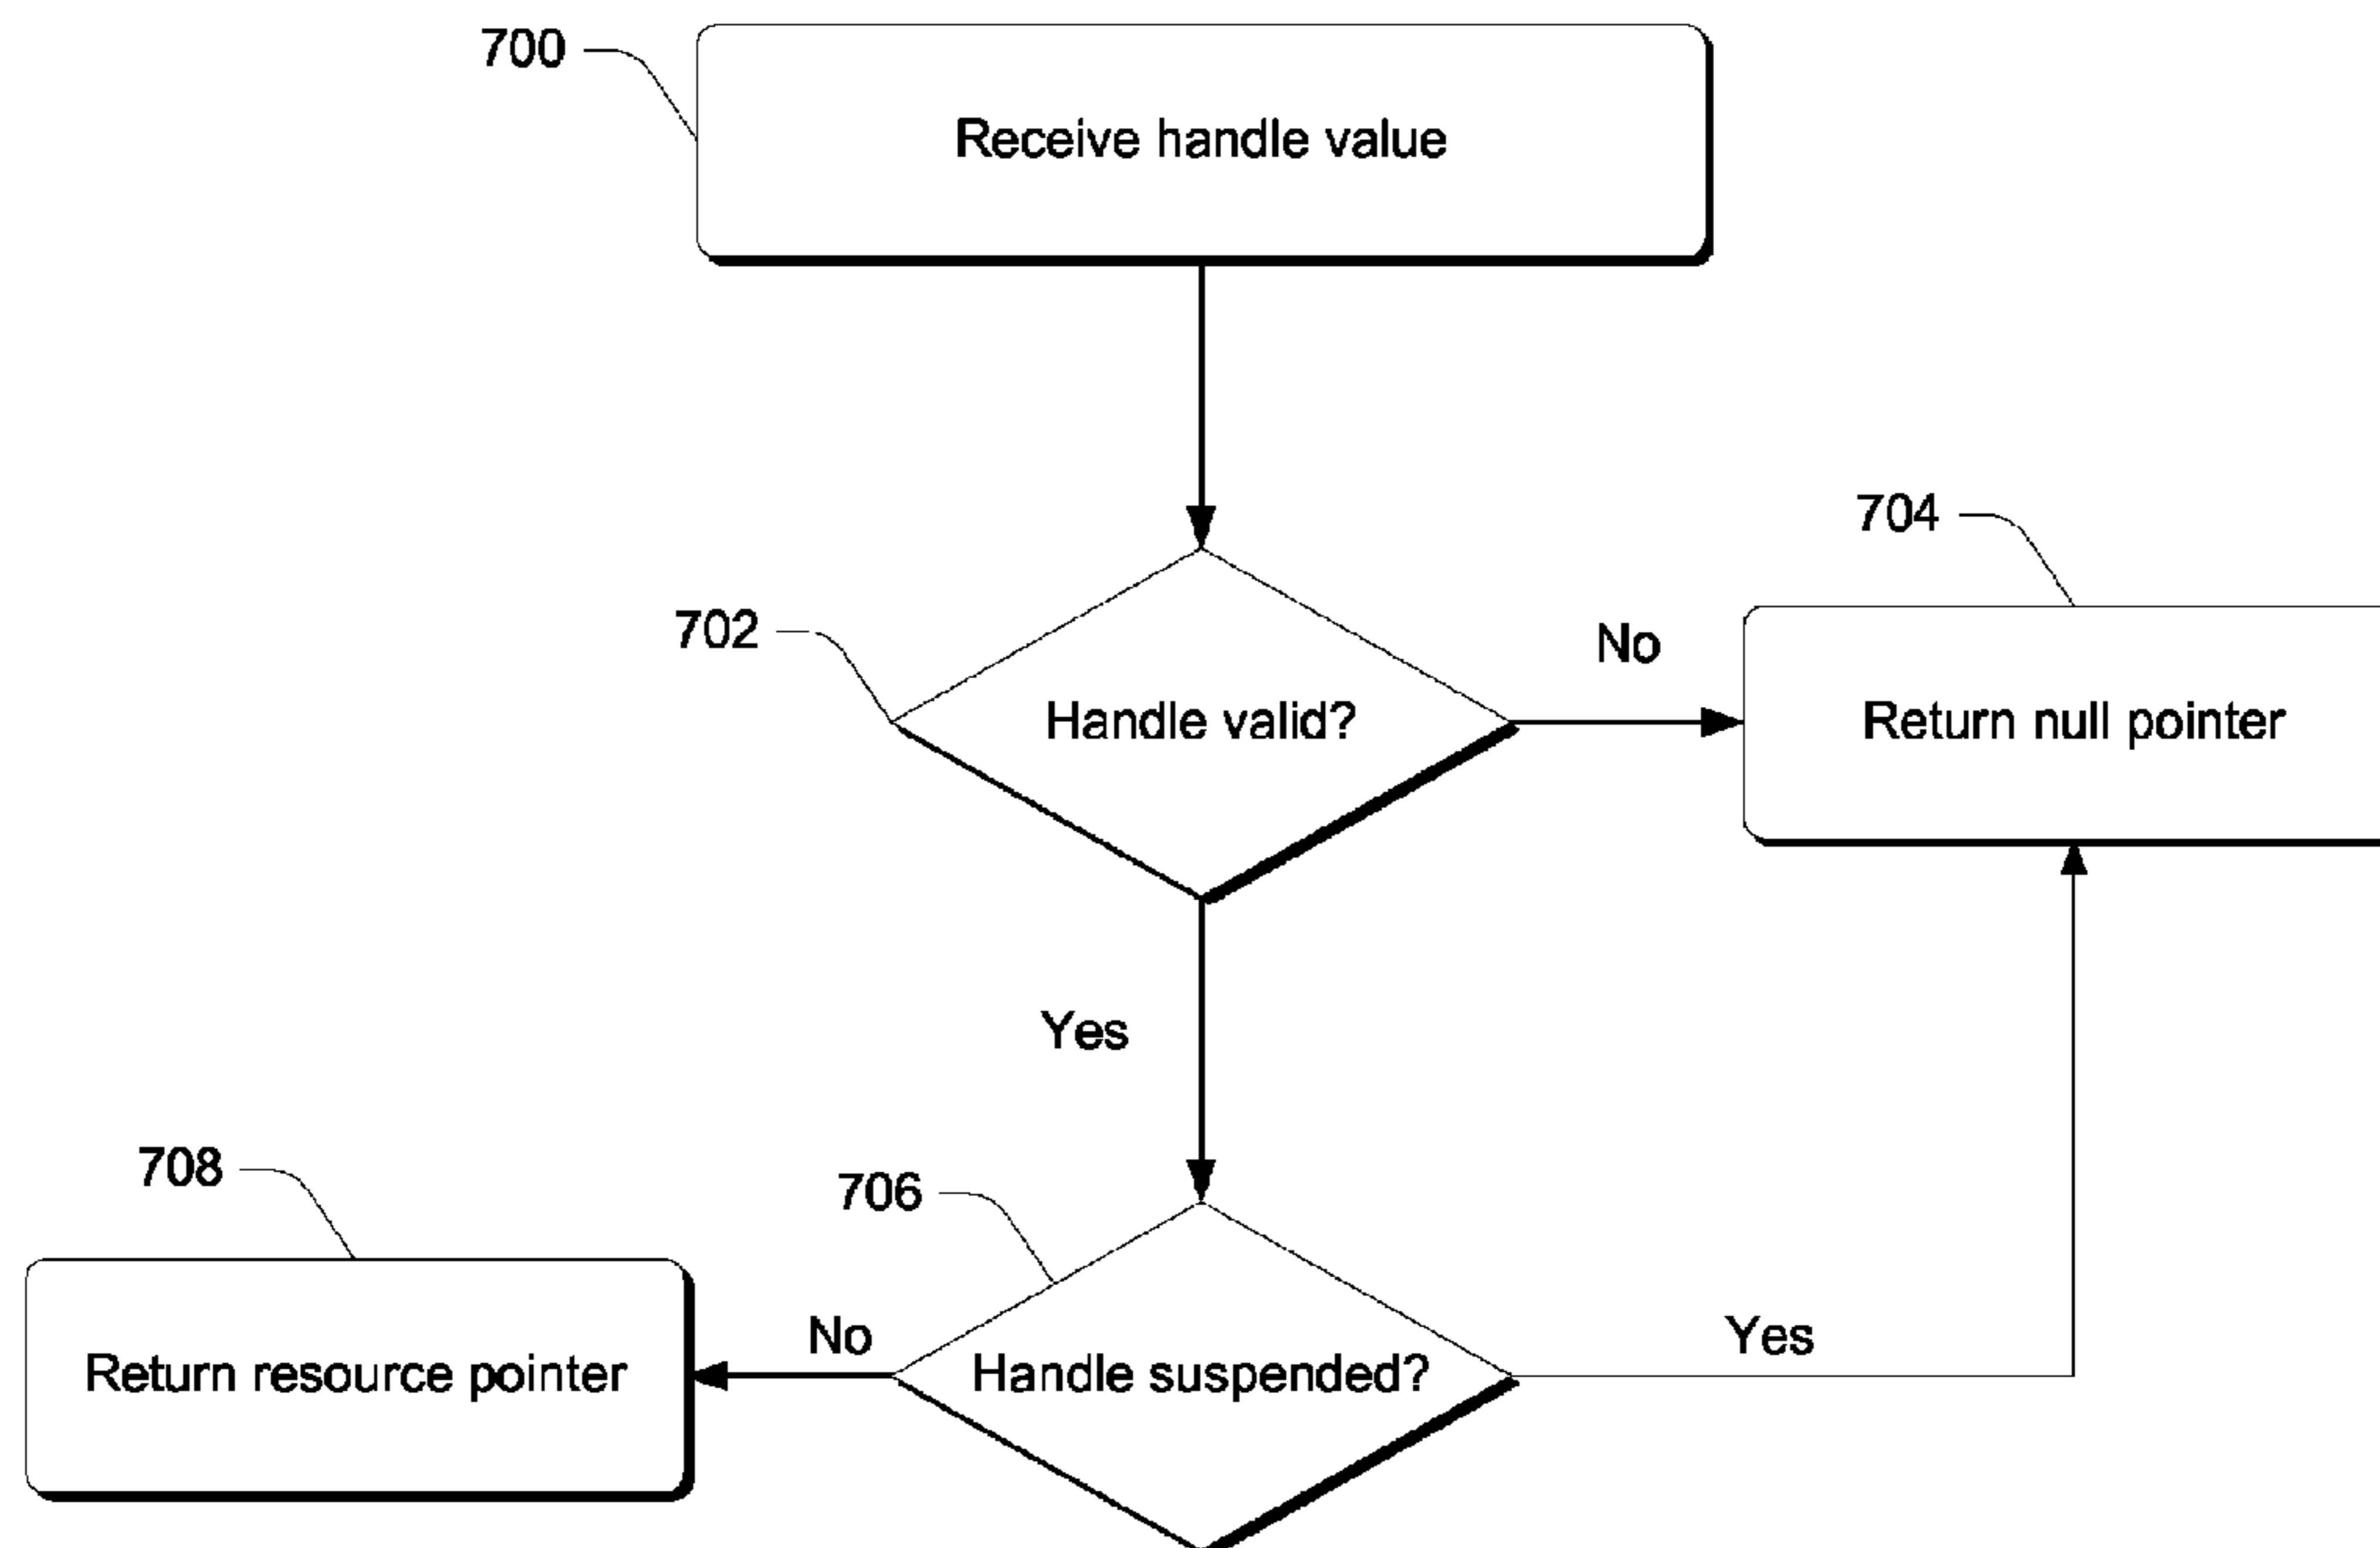 700
Receive handle value
704
702
No
Handle valid?
Return null pointer
Yes
708
706
No
Yes
Return resource pointer
Handle suspended?